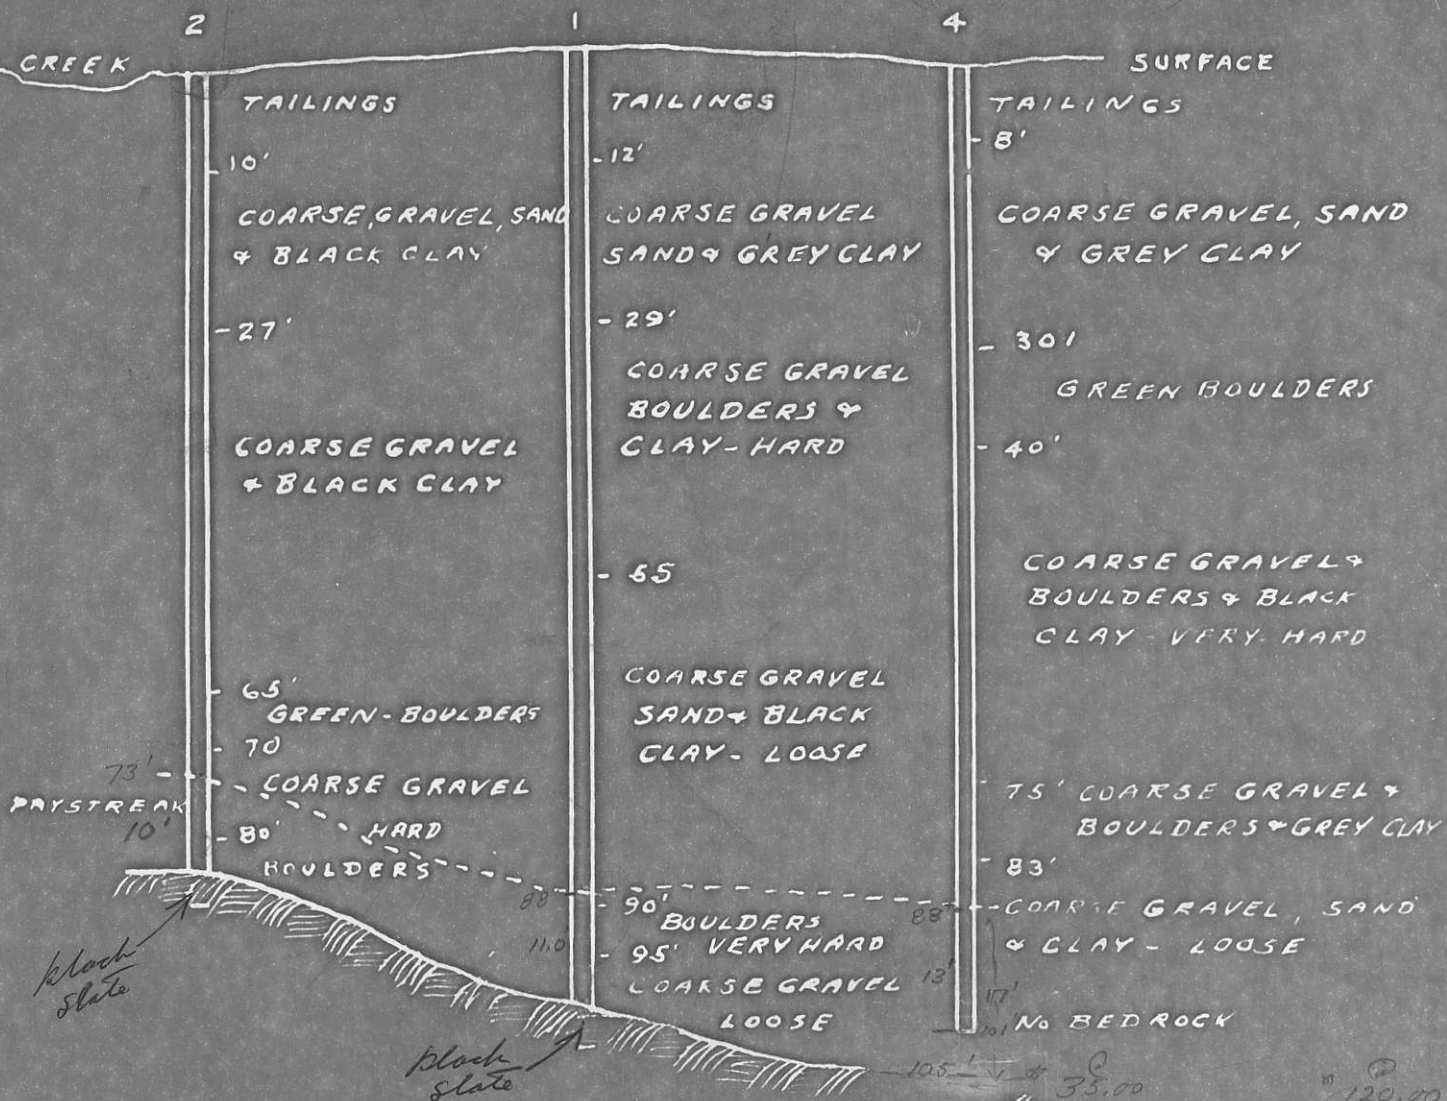 2
1
4
CREEK
SURFACE
TAILINGS
10'
COARSE, GRAVEL, SAND
& BLACK CLAY
27'
COARSE GRAVEL
& BLACK CLAY
65'
GREEN-BOULDERS
70
73'
COARSE GRAVEL
PAYSTREAK
10'
80'
HARD
BOULDERS
black
slate
TAILINGS
12'
COARSE GRAVEL
SAND & GREY CLAY
29'
COARSE GRAVEL
BOULDERS &
CLAY-HARD
55
COARSE GRAVEL
SAND & BLACK
CLAY- LOOSE
88
90'
BOULDERS
VERY HARD
11.0
95'
COARSE GRAVEL
LOOSE
black
slate
TAILINGS
8'
COARSE GRAVEL, SAND
& GREY CLAY
30'
GREEN BOULDERS
40'
COARSE GRAVEL &
BOULDERS & BLACK
CLAY - VERY HARD
75' COARSE GRAVEL &
BOULDERS & GREY CLAY
83'
88'
COARSE GRAVEL, SAND
& CLAY - LOOSE
13'
17'
101'
NO BEDROCK
105'
35.00
120.00